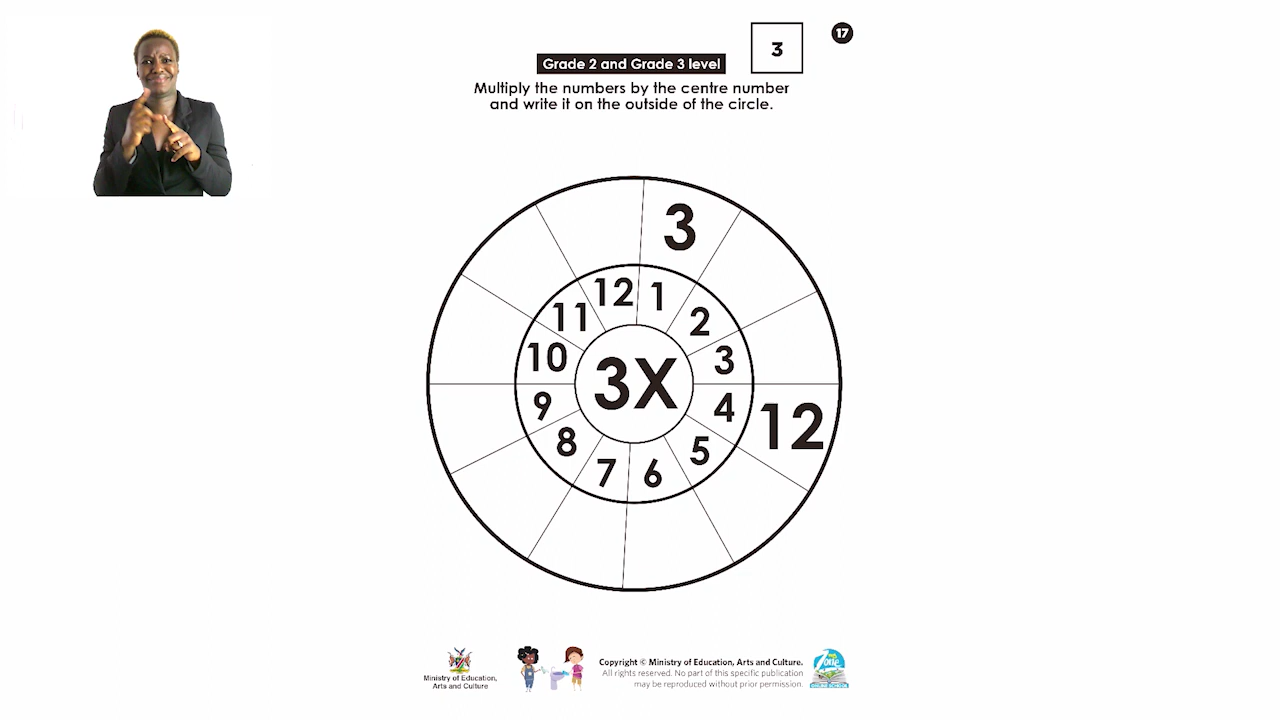 17
3
Grade 2 and Grade 3 level
Multiply the numbers by the centre number
and write it on the outside of the circle.
3
12
1
2
3
4
5
6
7
8
9
10
11
12
3X
Ministry of Education,
Arts and Culture
Copyright © Ministry of Education, Arts and Culture.
All rights reserved. No part of this specific publication
may be reproduced without prior permission.